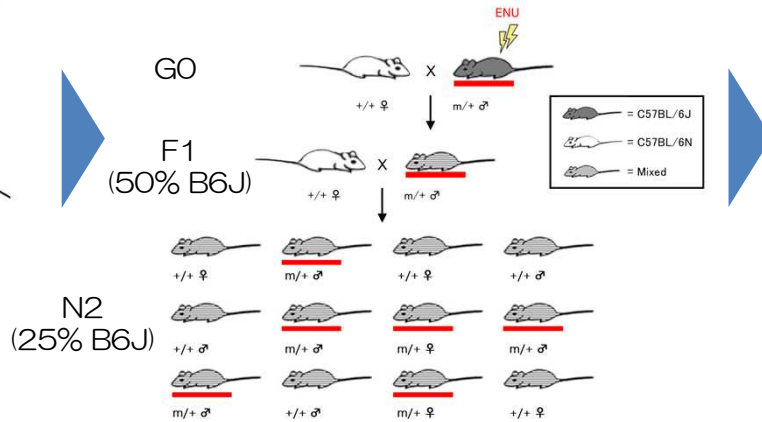 ENU
G0
X
+/+ ♀ m/+ ♂
= C57BL/6J
= C57BL/6N
= Mixed
F1
(50% B6J)
X
+/+ ♀ m/+ ♂
+/+ ♀ m/+ ♂ +/+ ♀ +/+ ♂
N2
(25% B6J)
+/+ ♂ m/+ ♂ m/+ ♀ m/+ ♂
m/+ ♂ +/+ ♂ m/+ ♀ +/+ ♀